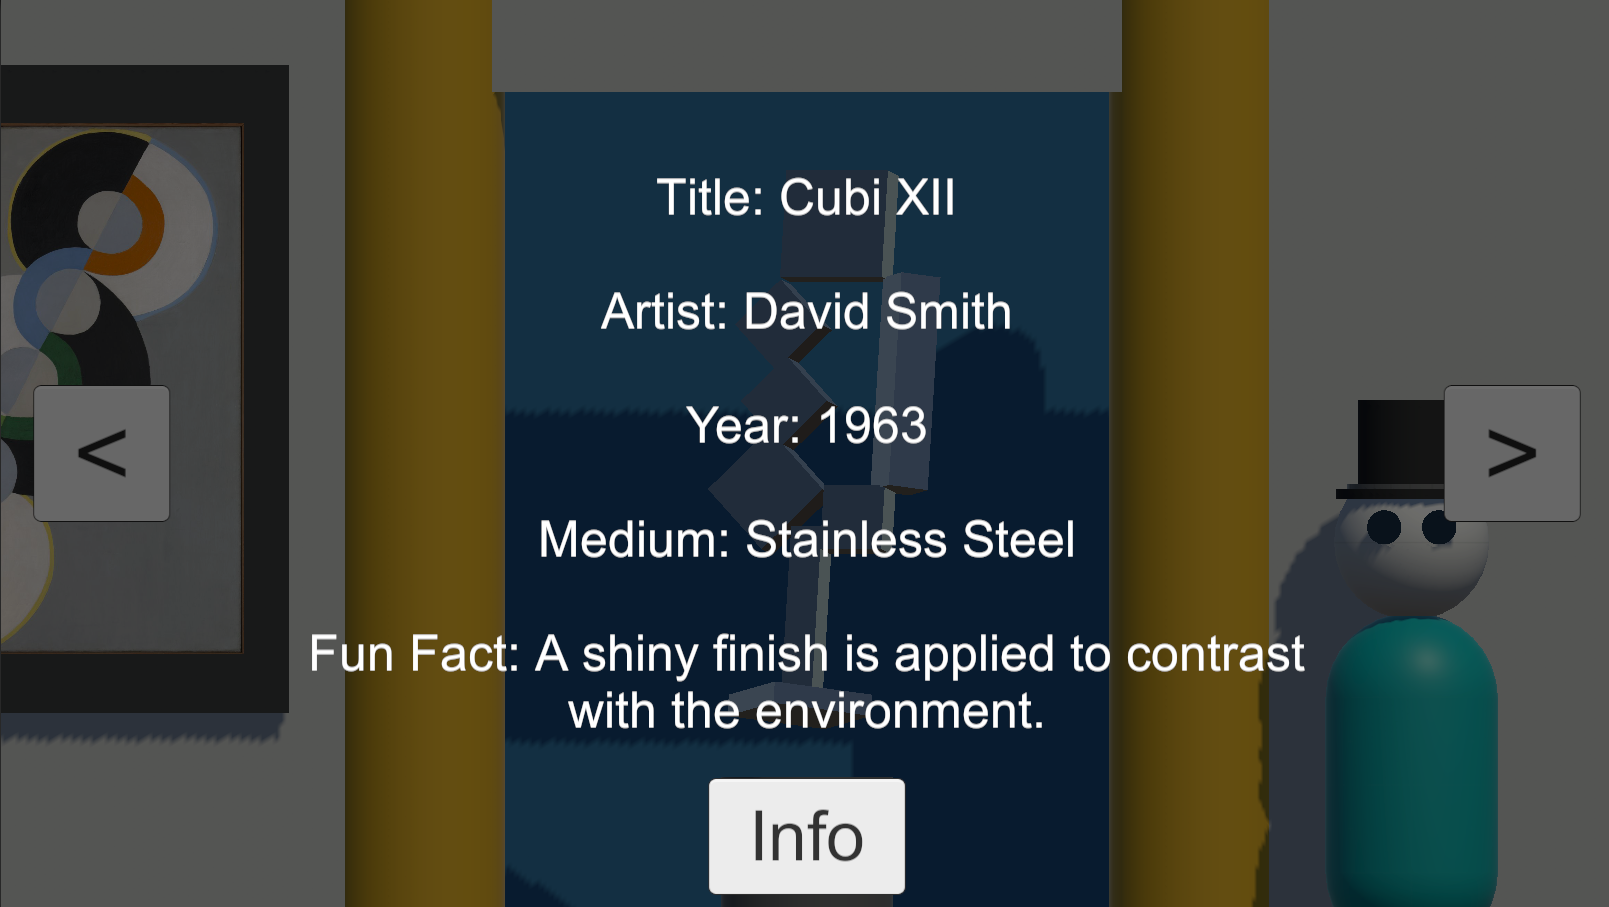 Title: Cubi XII
Artist: David Smith
Year: 1963
<
>
Medium: Stainless Steel
Fun Fact: A shiny finish is applied to contrast
with the environment.
Info